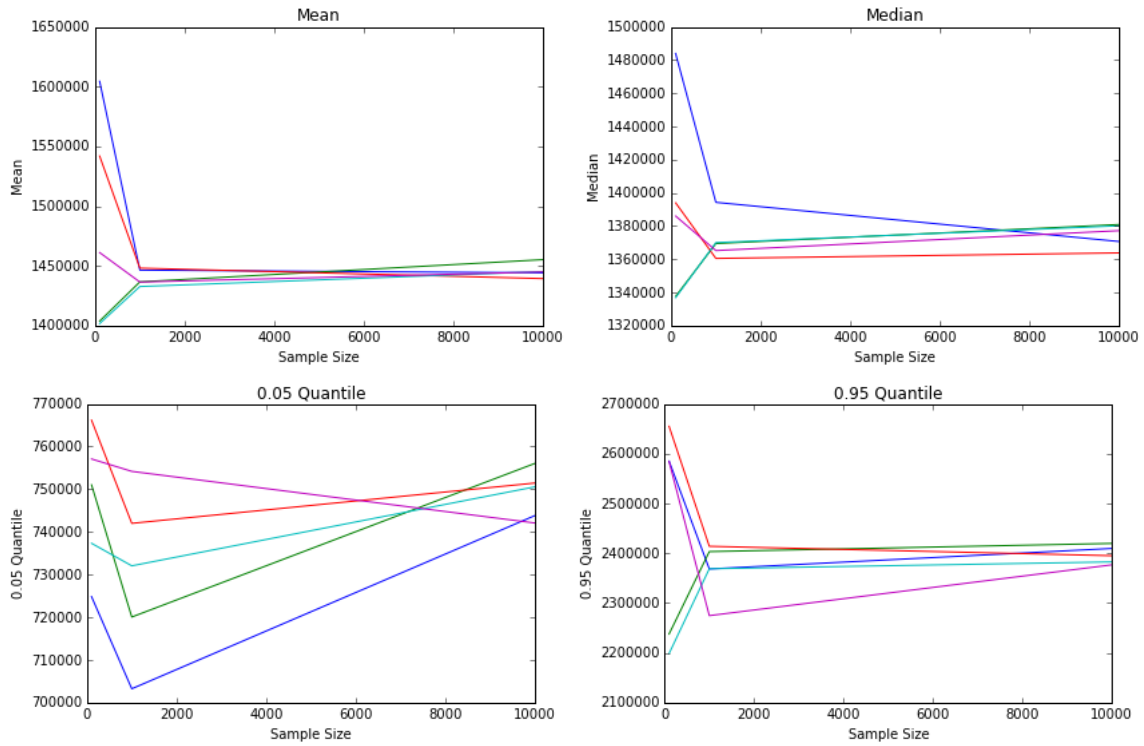 Mean
1650000
1600000
1550000
1500000
1450000
1400000
Mean
0 2000 4000 6000 8000 10000
Sample Size
Median
1500000
1480000
1460000
1440000
1420000
1400000
1380000
1360000
1340000
1320000
Median
0 2000 4000 6000 8000 10000
Sample Size
0.05 Quantile
770000
760000
750000
740000
730000
720000
710000
700000
0.05 Quantile
0 2000 4000 6000 8000 10000
Sample Size
0.95 Quantile
2700000
2600000
2500000
2400000
2300000
2200000
2100000
0.95 Quantile
0 2000 4000 6000 8000 10000
Sample Size